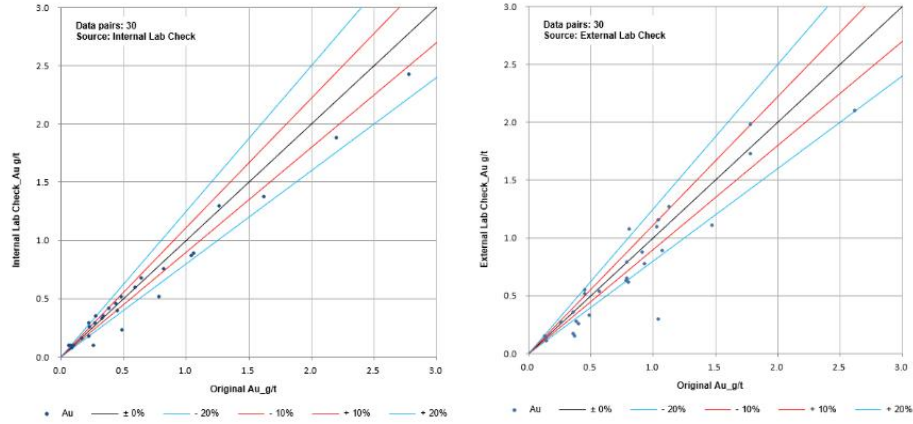 Data pairs: 30
Source: Internal Lab Check
3.0
2.5
2.0
1.5
1.0
0.5
0.0
Internal Lab Check_Au g/t
0.0 0.5 1.0 1.5 2.0 2.5 3.0
Original Au_g/t
Au ± 0% - 20% - 10% + 10% + 20%
Data pairs: 30
Source: External Lab Check
3.0
2.5
2.0
1.5
1.0
0.5
0.0
External Lab Check_Au g/t
0.0 0.5 1.0 1.5 2.0 2.5 3.0
Original Au_g/t
Au ± 0% - 20% - 10% + 10% + 20%